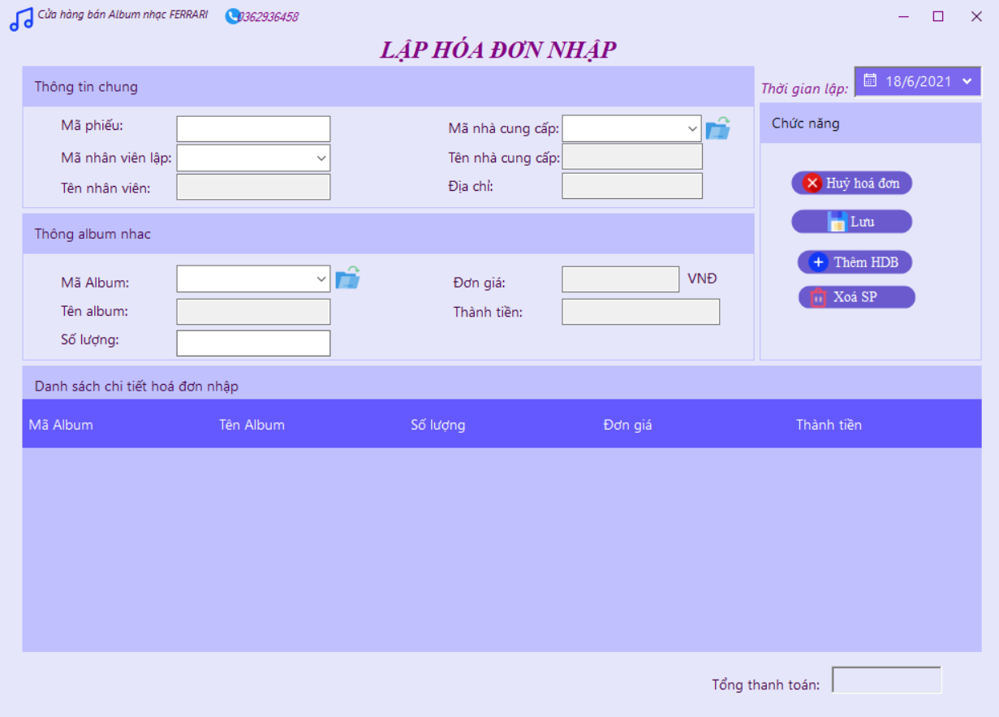 Cửa hàng bán Album nhạc FERRARI 0362936458
LẬP HÓA ĐƠN NHẬP
Thông tin chung
Thời gian lập: 18/6/2021
Mã phiếu:
Mã nhân viên lập:
Tên nhân viên:
Mã nhà cung cấp:
Tên nhà cung cấp:
Địa chỉ:
Chức năng
Huỷ hoá đơn
Lưu
Thêm HDB
Xoá SP
Thông album nhac
Mã Album:
Tên album:
Số lượng:
Đơn giá: VNĐ
Thành tiền:
Danh sách chi tiết hoá đơn nhập
Mã Album Tên Album Số lượng Đơn giá Thành tiền
Tổng thanh toán: